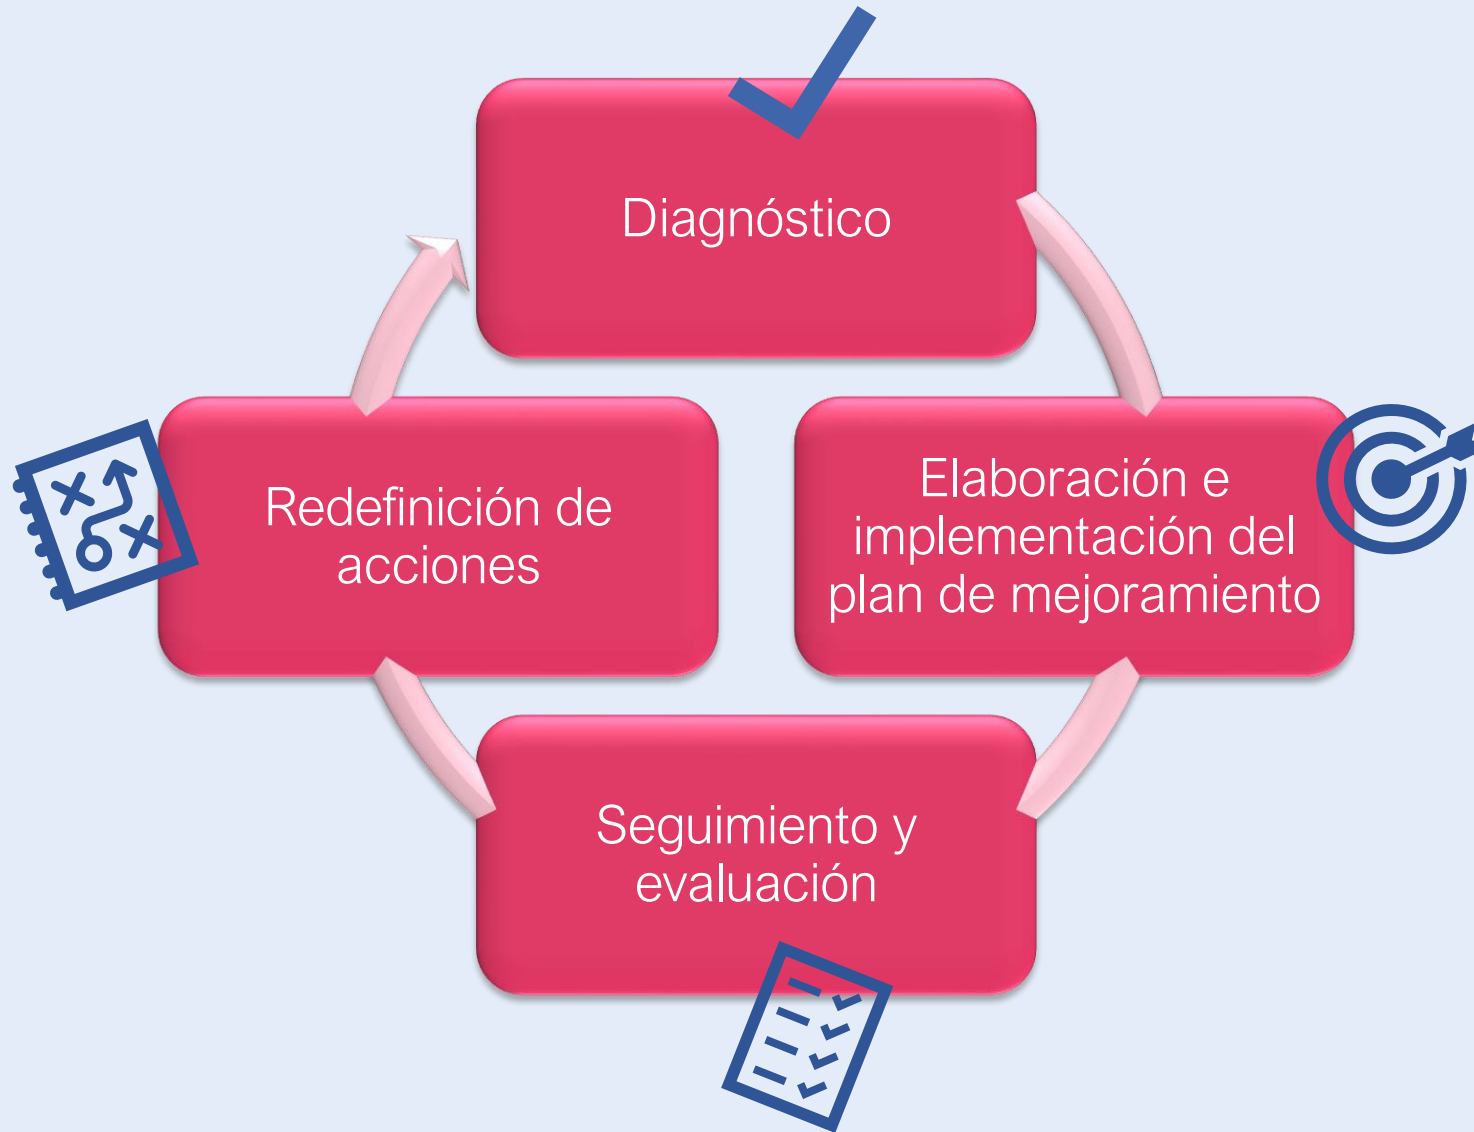 Diagnóstico
Elaboración e
implementación del
plan de mejoramiento
Seguimiento y
evaluación
Redefinición de
acciones